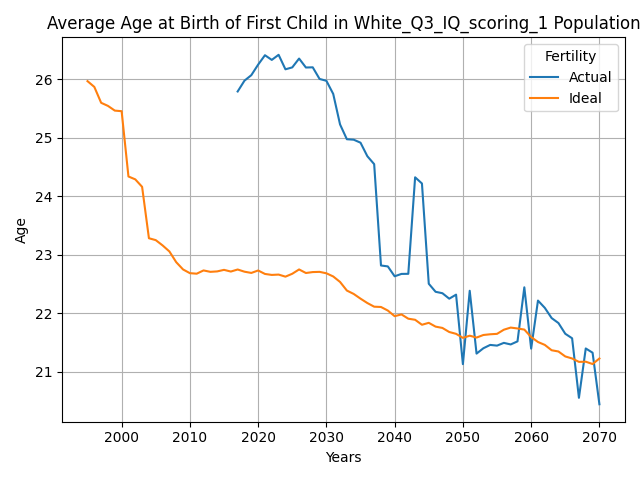 Average Age at Birth of First Child in White_Q3_IQ_scoring_1 Population
Fertility
Actual
Ideal
26
25
24
23
22
21
Age
2000 2010 2020 2030 2040 2050 2060 2070
Years